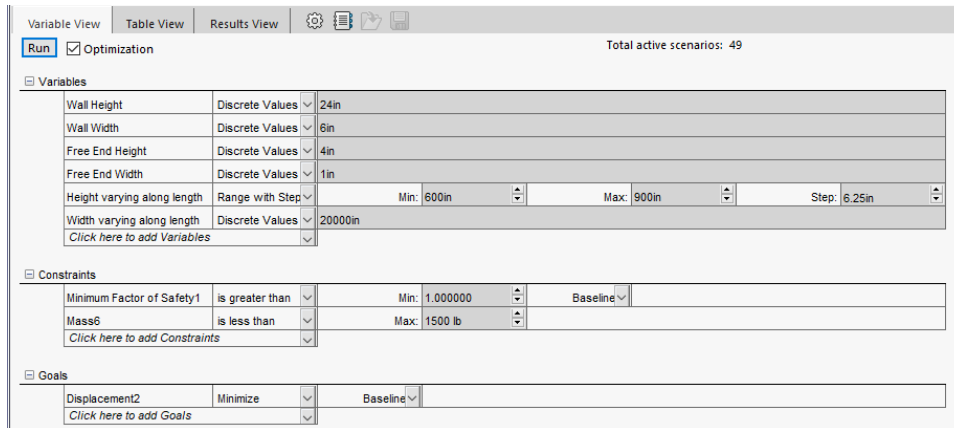 Variable View Table View Results View
Run Optimization Total active scenarios: 49
Variables
Wall Height Discrete Values 24in
Wall Width Discrete Values 6in
Free End Height Discrete Values 4in
Free End Width Discrete Values 1in
Height varying along length Range with Step Min: 600in Max: 900in Step: 6.25in
Width varying along length Discrete Values 20000in
Click here to add Variables
Constraints
Minimum Factor of Safety1 is greater than Min: 1.000000 Baseline
Mass6 is less than Max: 1500 lb
Click here to add Constraints
Goals
Displacement2 Minimize Baseline
Click here to add Goals